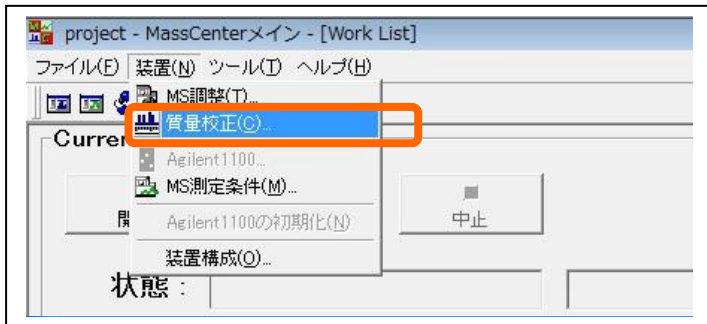 project - MassCenterメイン - [Work List]
ファイル(F) 装置(N) ツール(T) ヘルプ(H)
MS調整(T)...
質量校正(C)...
Curre
Agilent1100...
MS測定条件(M)...
開
中止
Agilent1100の初期化(N)
装置構成(O)...
状態 :